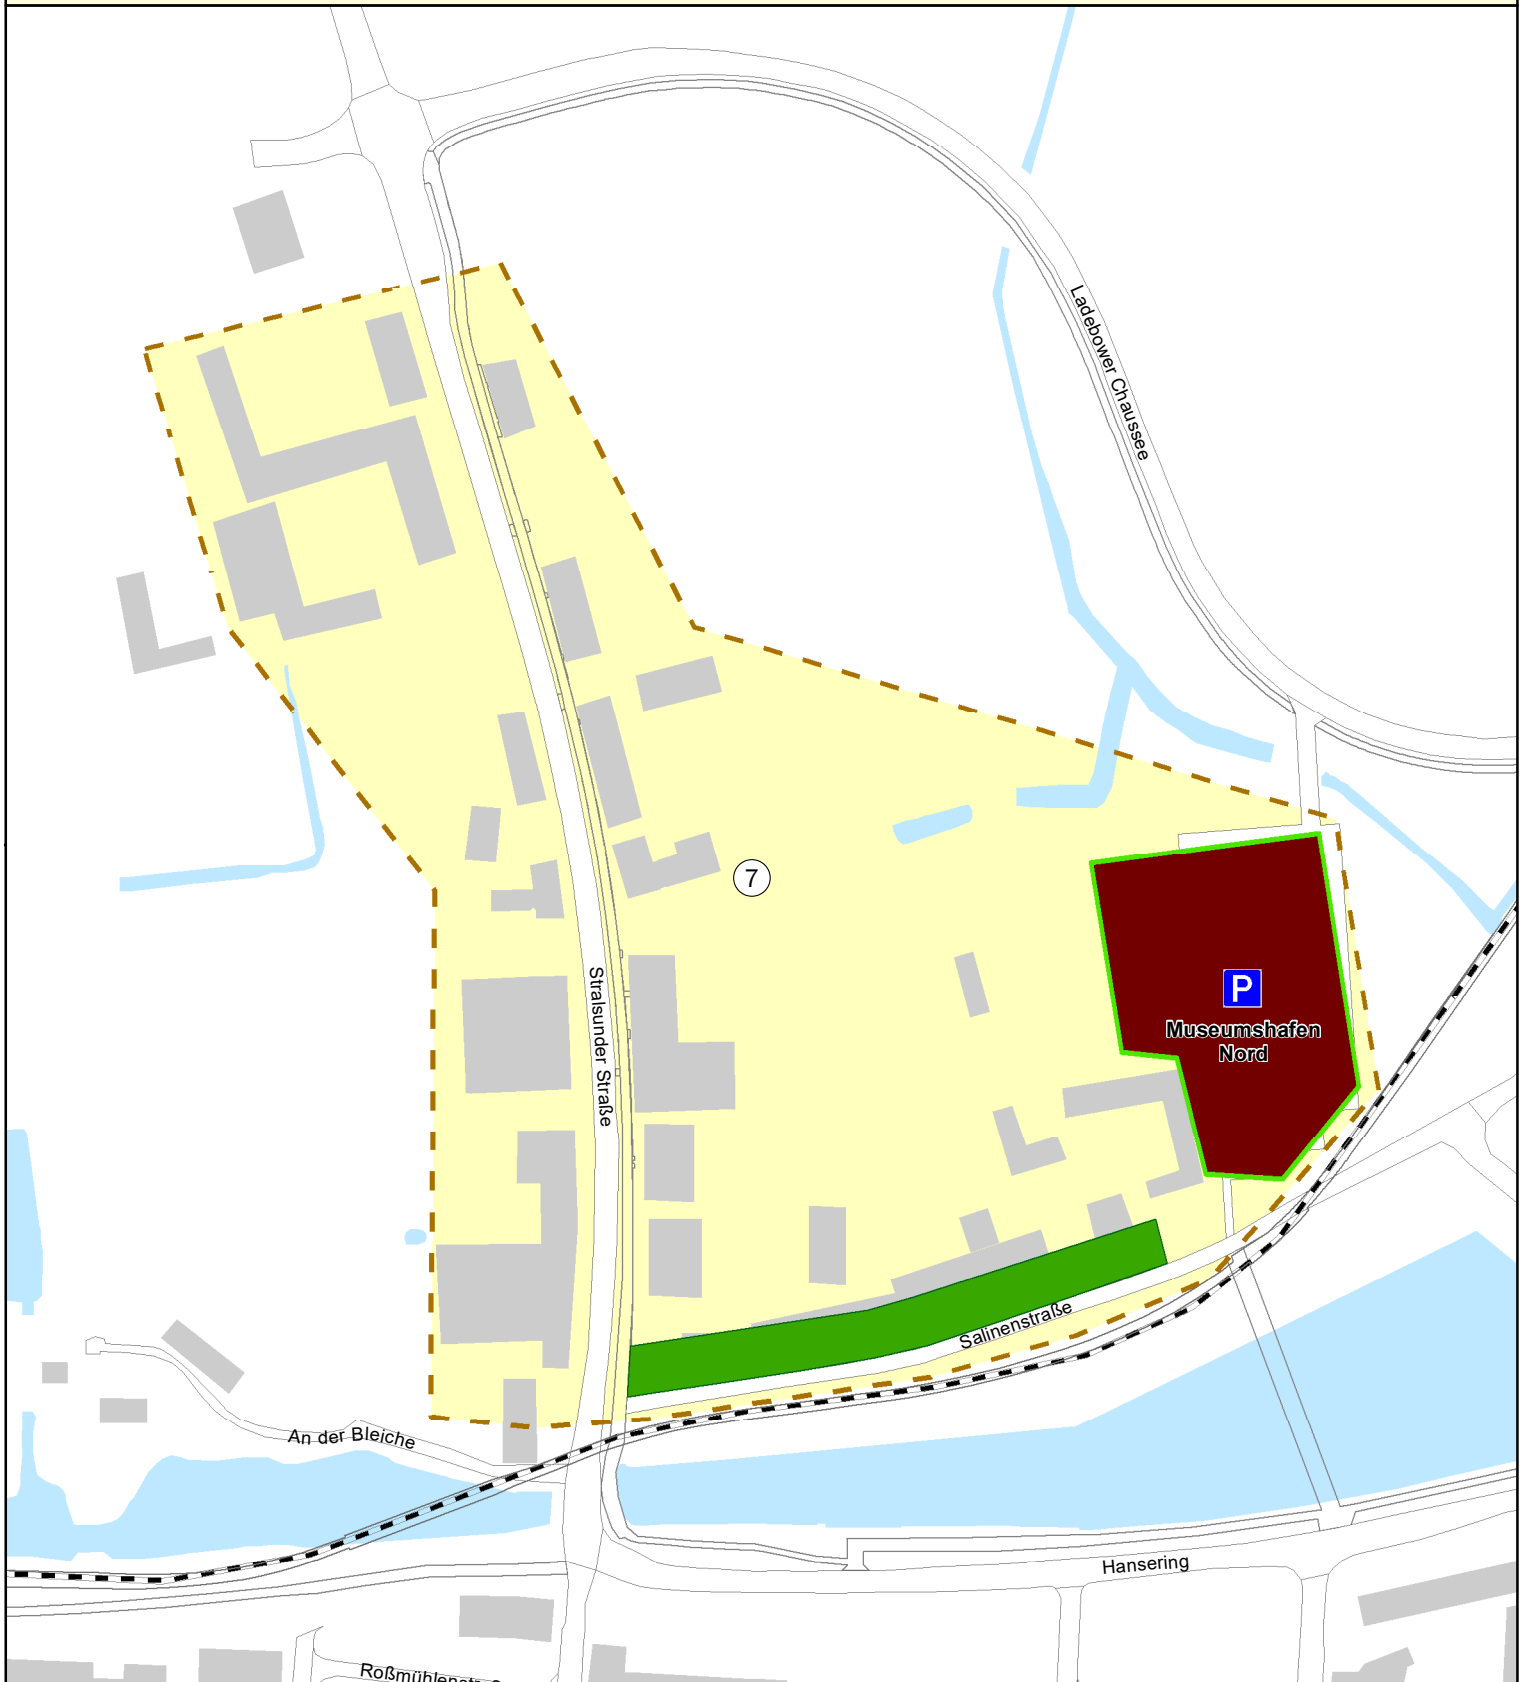 Ladebower Chaussee
7
Stralsunder Straße
P
Museumshafen
Nord
Salinenstraße
An der Bleiche
Hansering